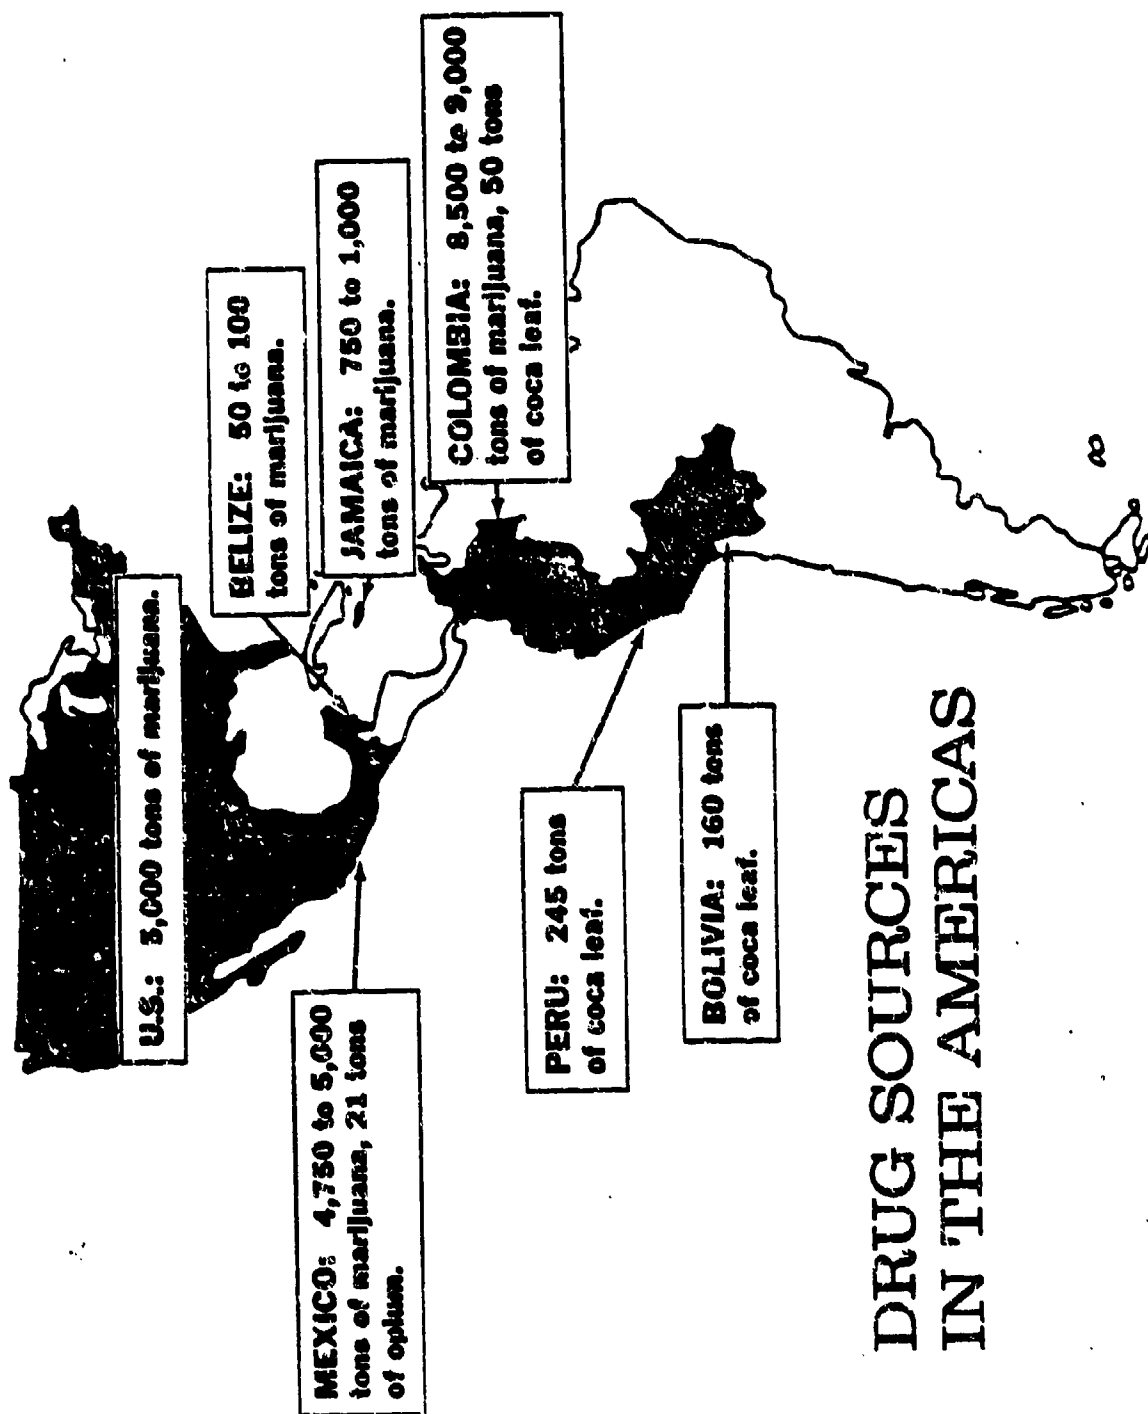 U.S.: 3,000 tons of marijuana.
BELIZE: 50 to 100
tons of marijuana.
MEXICO: 4,750 to 5,000
tons of marijuana, 21 tons
of opium.
JAMAICA: 750 to 1,000
tons of marijuana.
COLOMBIA: 8,500 to 9,000
tons of marijuana, 50 tons
of coca leaf.
PERU: 245 tons
of coca leaf.
BOLIVIA: 160 tons
of coca leaf.
DRUG SOURCES
IN THE AMERICAS